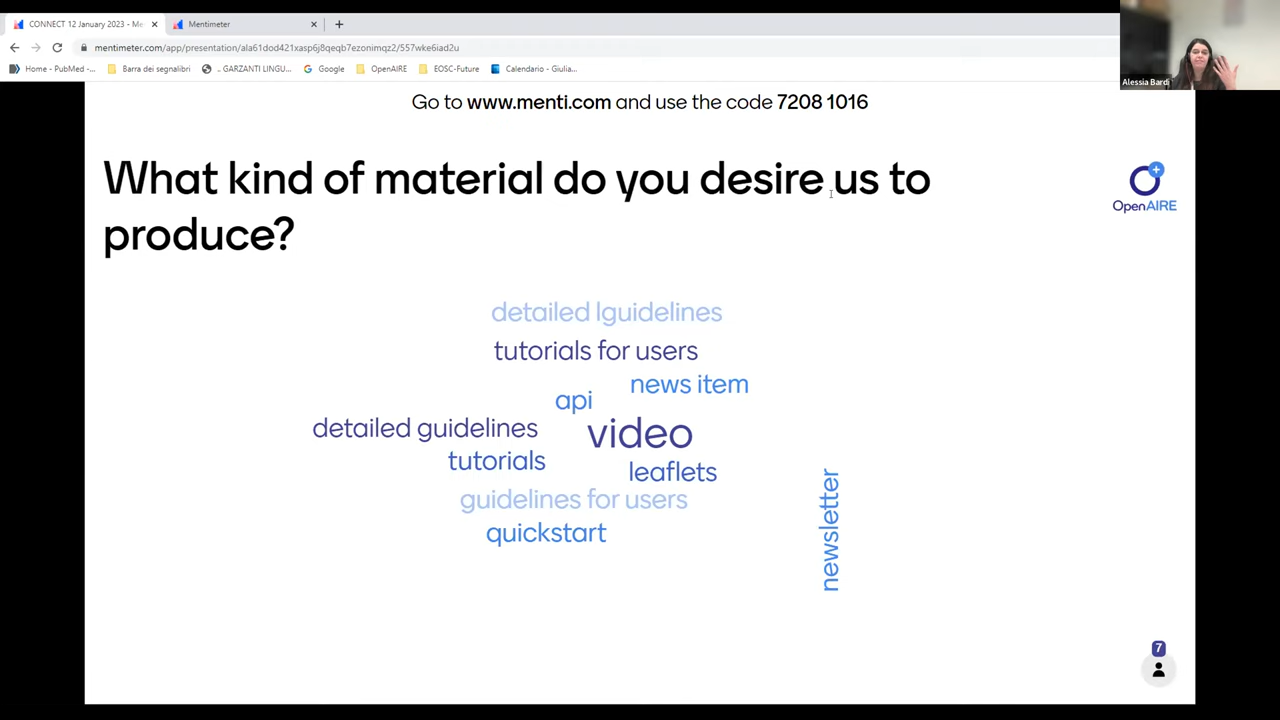 CONNECT 12 January 2023 - Me
Mentimeter
mentimeter.com/app/presentation/ala61dod421xasp6j8qeqb7ezonimqz2/557wke6iad2u
Home - PubMed -...
Barra dei segnalibri
.. GARZANTI LINGU...
Google
OpenAIRE
EOSC-Future
Calendario - Giulia...
Alessia Bardi
Go to www.menti.com and use the code 7208 1016
What kind of material do you desire us to
produce?
OpenAIRE
detailed lguidelines
tutorials for users
news item
api
detailed guidelines
video
tutorials
leaflets
guidelines for users
quickstart
newsletter
7